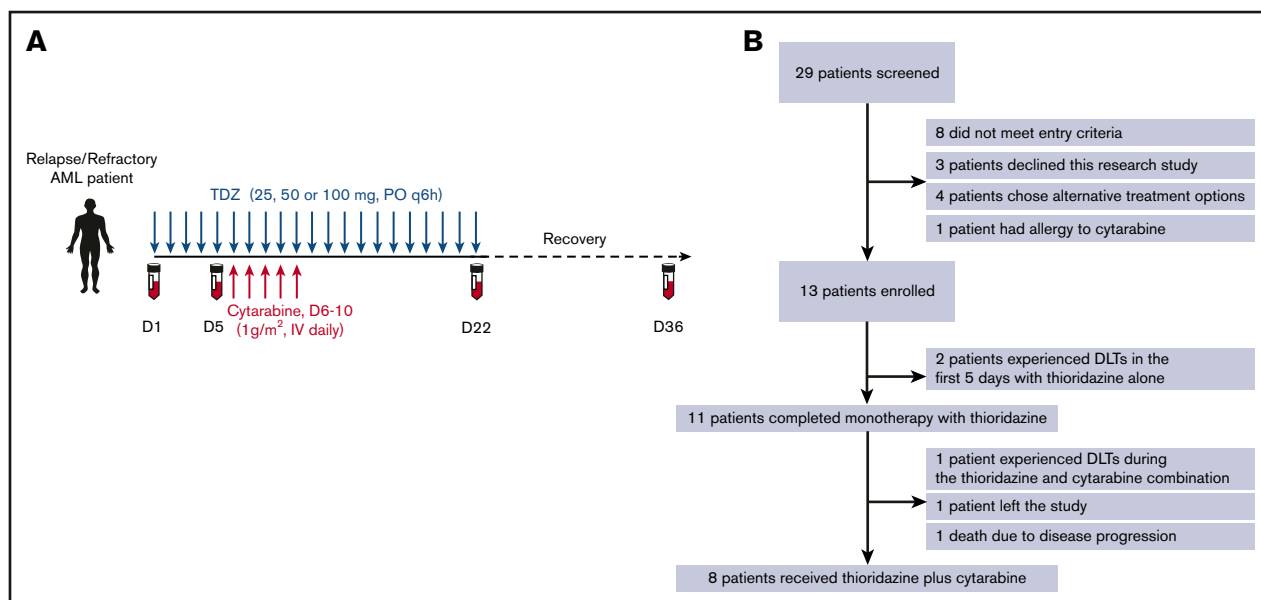 A
Relapse/Refractory
AML patient
TDZ (25, 50 or 100 mg, PO q6h)
Recovery
Cytarabine, D6-10
(1g/m², IV daily)
D1
D5
D22
D36
B
29 patients screened
8 did not meet entry criteria
3 patients declined this research study
4 patients chose alternative treatment options
1 patient had allergy to cytarabine
13 patients enrolled
2 patients experienced DLTs in the
first 5 days with thioridazine alone
11 patients completed monotherapy with thioridazine
1 patient experienced DLTs during
the thioridazine and cytarabine combination
1 patient left the study
1 death due to disease progression
8 patients received thioridazine plus cytarabine